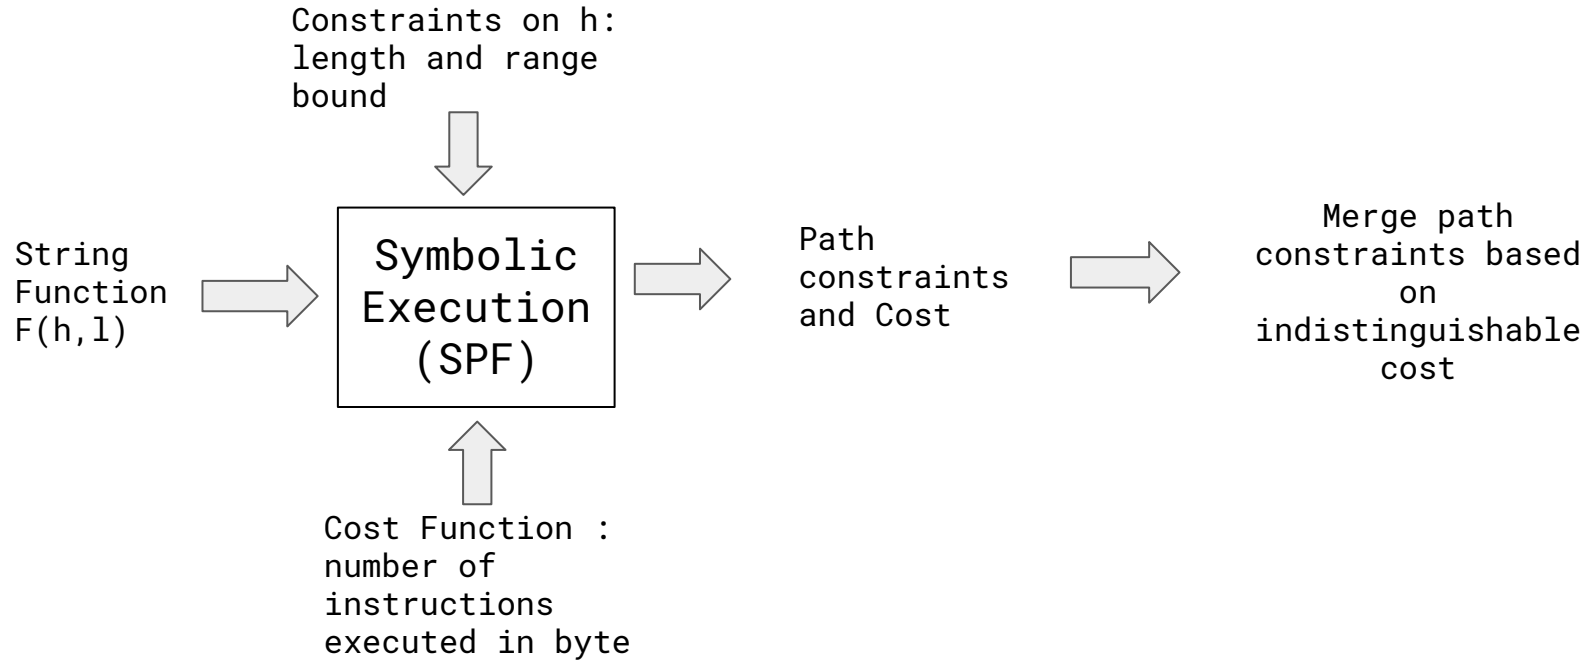 Constraints on h:
length and range
bound
String
Function
F(h,l)
Symbolic
Execution
(SPF)
Path
constraints
and Cost
Merge path
constraints based
on
indistinguishable
cost
Cost Function :
number of
instructions
executed in byte